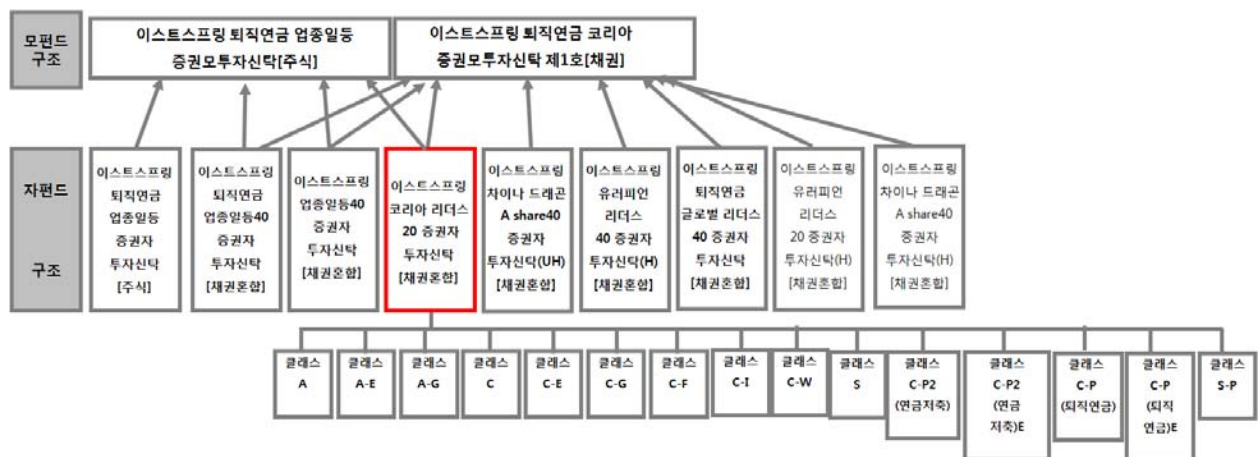 모펀드
구조
이스트스프링 퇴직연금 업종일등
증권모투자신탁[주식]
이스트스프링 퇴직연금 코리아
증권모투자신탁 제1호[채권]
자펀드
구조
이스트스프링
퇴직연금
업종일등
증권자
투자신탁
[주식]
이스트스프링
퇴직연금
업종일등40
증권자
투자신탁
[채권혼합]
이스트스프링
업종일등40
증권자
투자신탁
[채권혼합]
이스트스프링
코리아 리더스
20 증권자
투자신탁
[채권혼합]
이스트스프링
차이나 드래곤
A share40
증권자
투자신탁(UH)
[채권혼합]
이스트스프링
유러피언
리더스
40 증권자
투자신탁(H)
[채권혼합]
이스트스프링
퇴직연금
글로벌 리더스
40 증권자
투자신탁
[채권혼합]
이스트스프링
유러피언
리더스
20 증권자
투자신탁(H)
[채권혼합]
이스트스프링
차이나 드래곤
A share40
증권자
투자신탁(H)
[채권혼합]
클래스
A
클래스
A-E
클래스
A-G
클래스
C
클래스
C-E
클래스
C-G
클래스
C-F
클래스
C-I
클래스
C-W
클래스
S
클래스
C-P2
(연금저축)
클래스
C-P2
(연금
저축)E
클래스
C-P
(퇴직연금)
클래스
C-P
(퇴직
연금)E
클래스
S-P